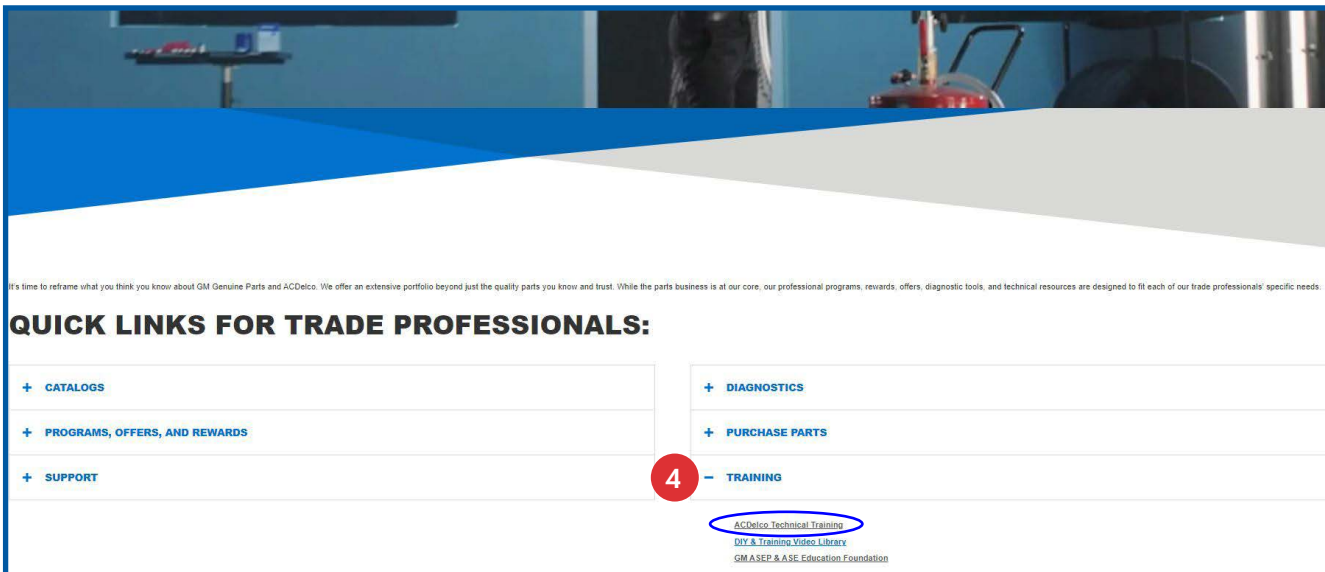 It's time to reframe what you think you know about GM Genuine Parts and ACDelco. We offer an extensive portfolio beyond just the quality parts you know and trust. While the parts business is at our core, our professional programs, rewards, offers, diagnostic tools, and technical resources are designed to fit each of our trade professionals' specific needs.
QUICK LINKS FOR TRADE PROFESSIONALS:
+ CATALOGS
+ PROGRAMS, OFFERS, AND REWARDS
+ SUPPORT
+ DIAGNOSTICS
+ PURCHASE PARTS
4 − TRAINING
ACDelco Technical Training
DIY & Training Video Library
GM ASEP & ASE Education Foundation